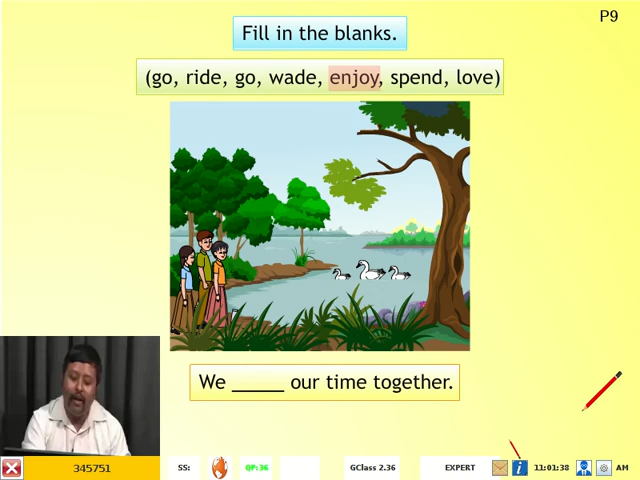 P9
Fill in the blanks.
(go, ride, go, wade, enjoy, spend, love)
We _____ our time together.
345751 SS: QF:36 GClass 2.36 EXPERT 11:01:38 AM